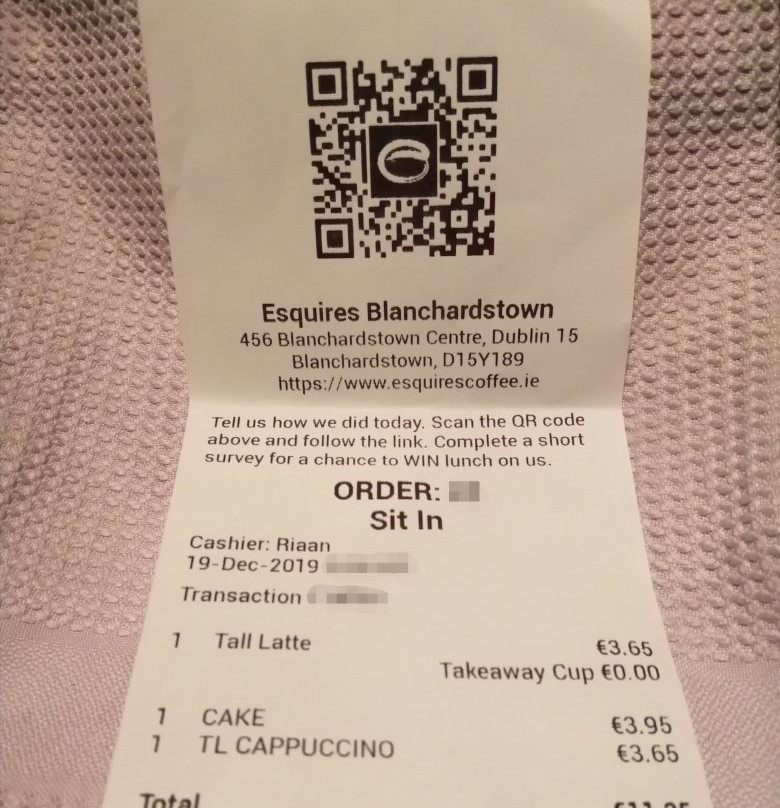 Esquires Blanchardstown
456 Blanchardstown Centre, Dublin 15
Blanchardstown, D15Y189
https://www.esquirescoffee.ie
Tell us how we did today. Scan the QR code
above and follow the link. Complete a short
survey for a chance to WIN lunch on us.
ORDER:
Sit In
Cashier: Riaan
19-Dec-2019
Transaction
1 Tall Latte €3.65
Takeaway Cup €0.00
1 CAKE €3.95
1 TL CAPPUCCINO €3.65
Total